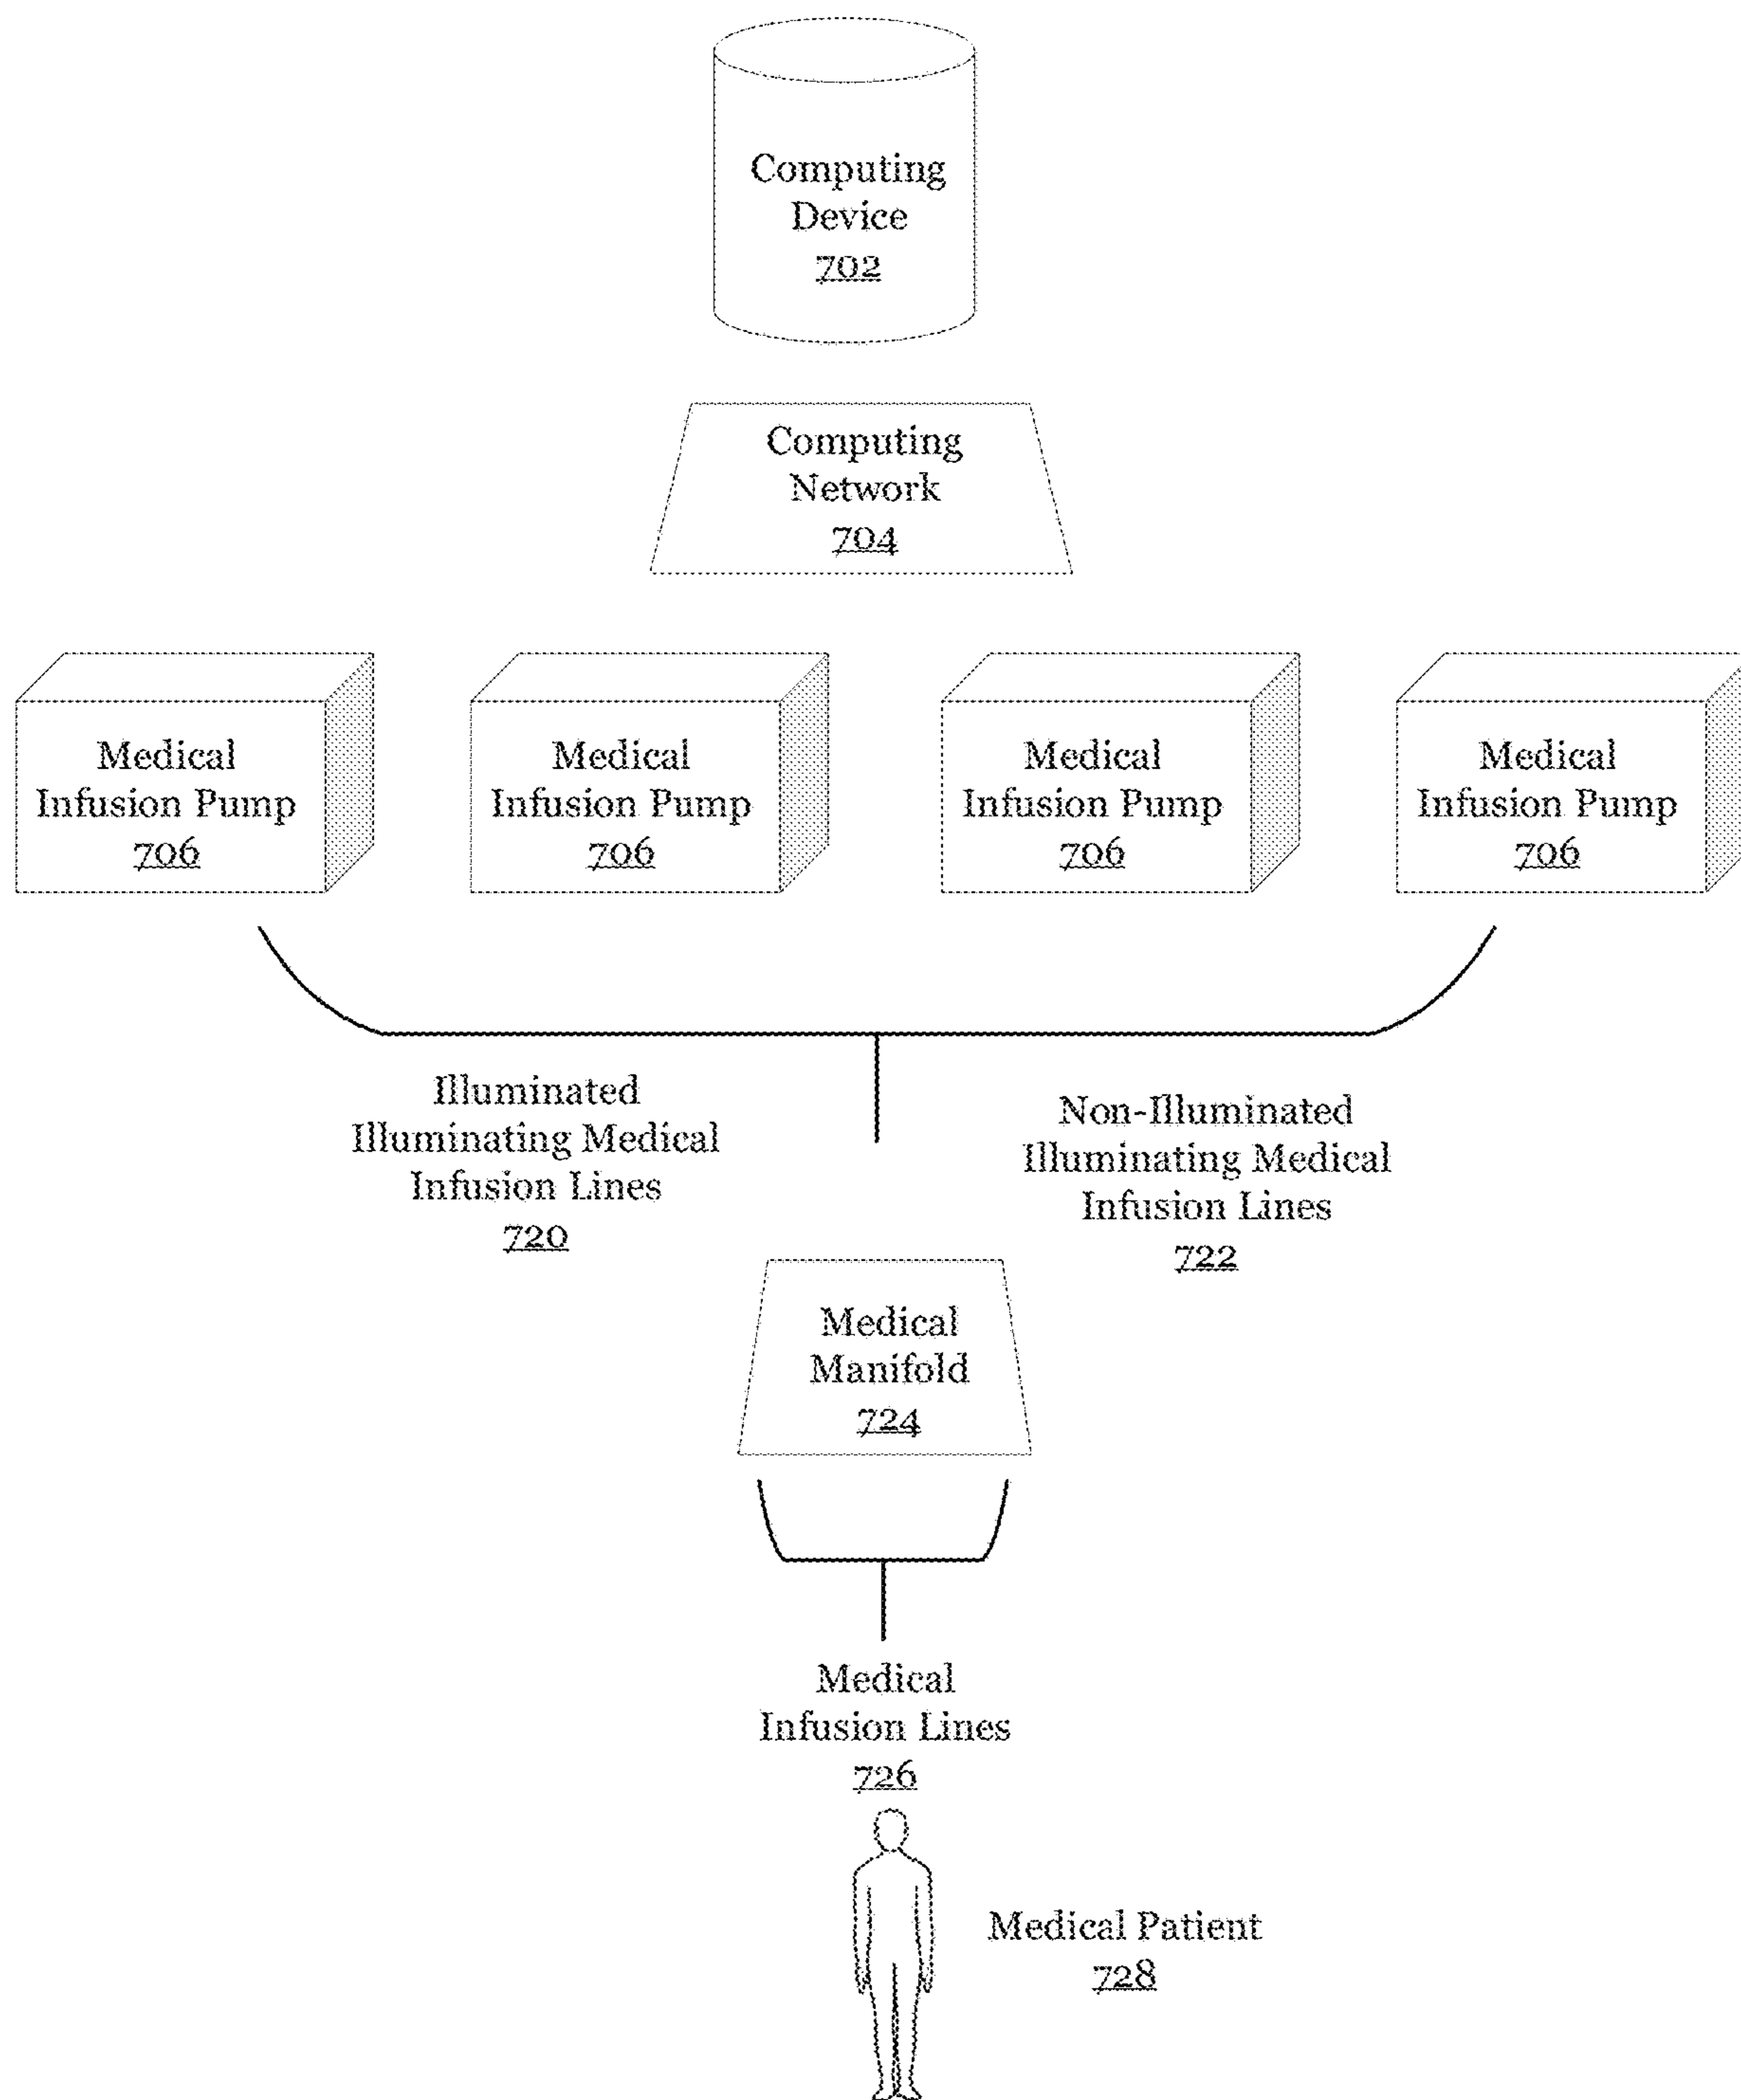 Computing
Device
702
Computing
Network
704
Medical
Infusion Pump
706
Medical
Infusion Pump
706
Medical
Infusion Pump
706
Medical
Infusion Pump
706
Illuminated
Illuminating Medical
Infusion Lines
720
Non-Illuminated
Illuminating Medical
Infusion Lines
722
Medical
Manifold
724
Medical
Infusion Lines
726
Medical Patient
728